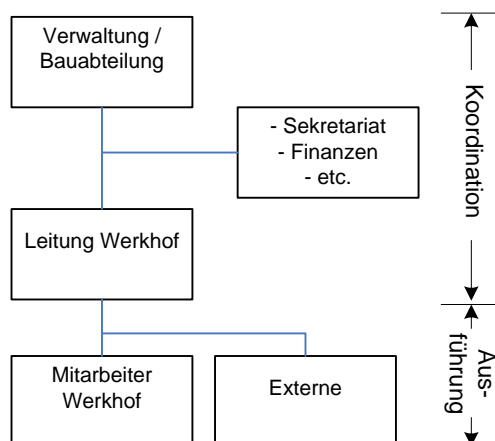 Verwaltung /
Bauabteilung
- Sekretariat
- Finanzen
- etc.
Koordination
Leitung Werkhof
Mitarbeiter
Werkhof
Externe
Aus-
führung